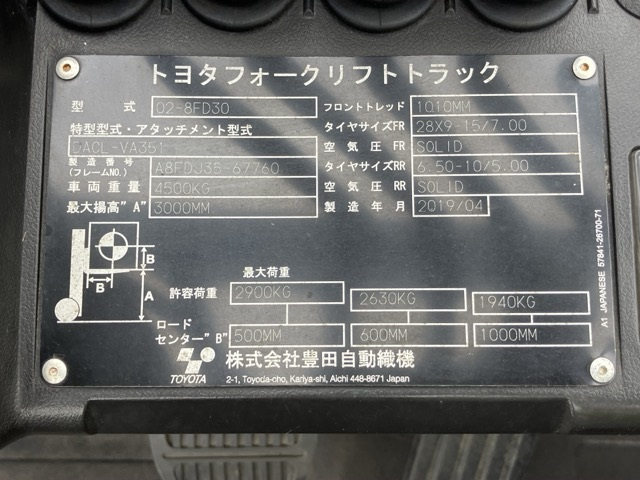 トヨタフォークリフトトラック
型 式 02-8FD30 フロントトレッド 1010MM
特型型式・アタッチメント型式 タイヤサイズFR 28X9-15/7.00
DACL-VA351 空気圧FR SOLID
製造番号 (フレームNO.) A8FDJ35-67760 タイヤサイズRR 6.50-10/5.00
車両重量 4500KG 空気圧RR SOLID
最大揚高"A" 3000MM 製造年月 2019/04
B
B
A
最大荷重
許容荷重 2900KG 2630KG 1940KG
ロード
センター"B" 500MM 600MM 1000MM
TOYOTA 株式会社豊田自動織機
2-1, Toyoda-cho, Kariya-shi, Aichi 448-8671 Japan
A1 JAPANESE 57841-26700-71